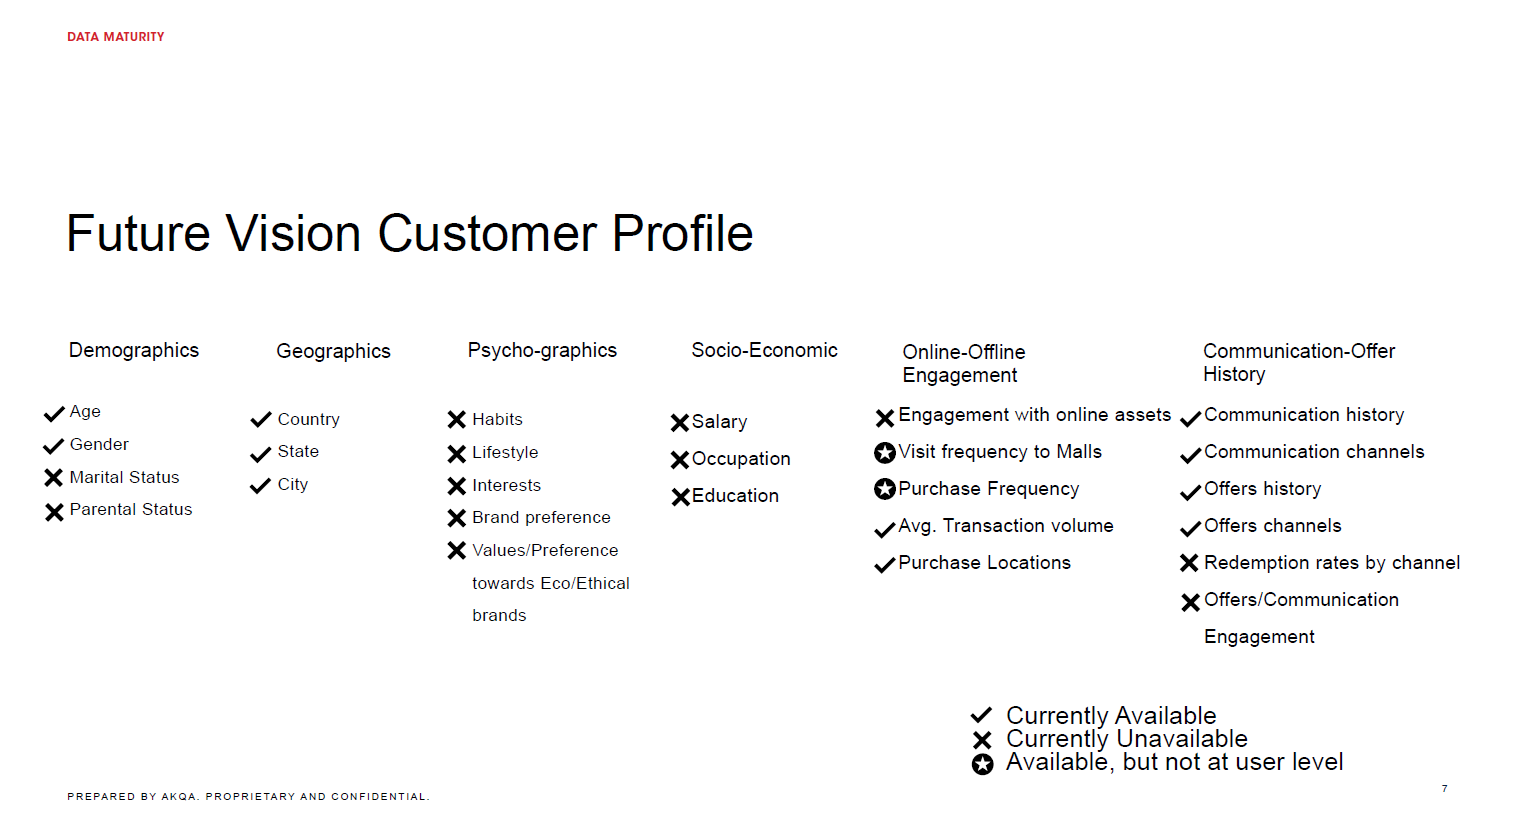 DATA MATURITY
Future Vision Customer Profile
Demographics
Age
Gender
Marital Status
Parental Status
Geographics
Country
State
City
Psycho-graphics
Habits
Lifestyle
Interests
Brand preference
Values/Preference
towards Eco/Ethical
brands
Socio-Economic
Salary
Occupation
Education
Online-Offline
Engagement
Engagement with online assets
Visit frequency to Malls
Purchase Frequency
Avg. Transaction volume
Purchase Locations
Communication-Offer
History
Communication history
Communication channels
Offers history
Offers channels
Redemption rates by channel
Offers/Communication
Engagement
Currently Available
Currently Unavailable
Available, but not at user level
PREPARED BY AKQA. PROPRIETARY AND CONFIDENTIAL.
7